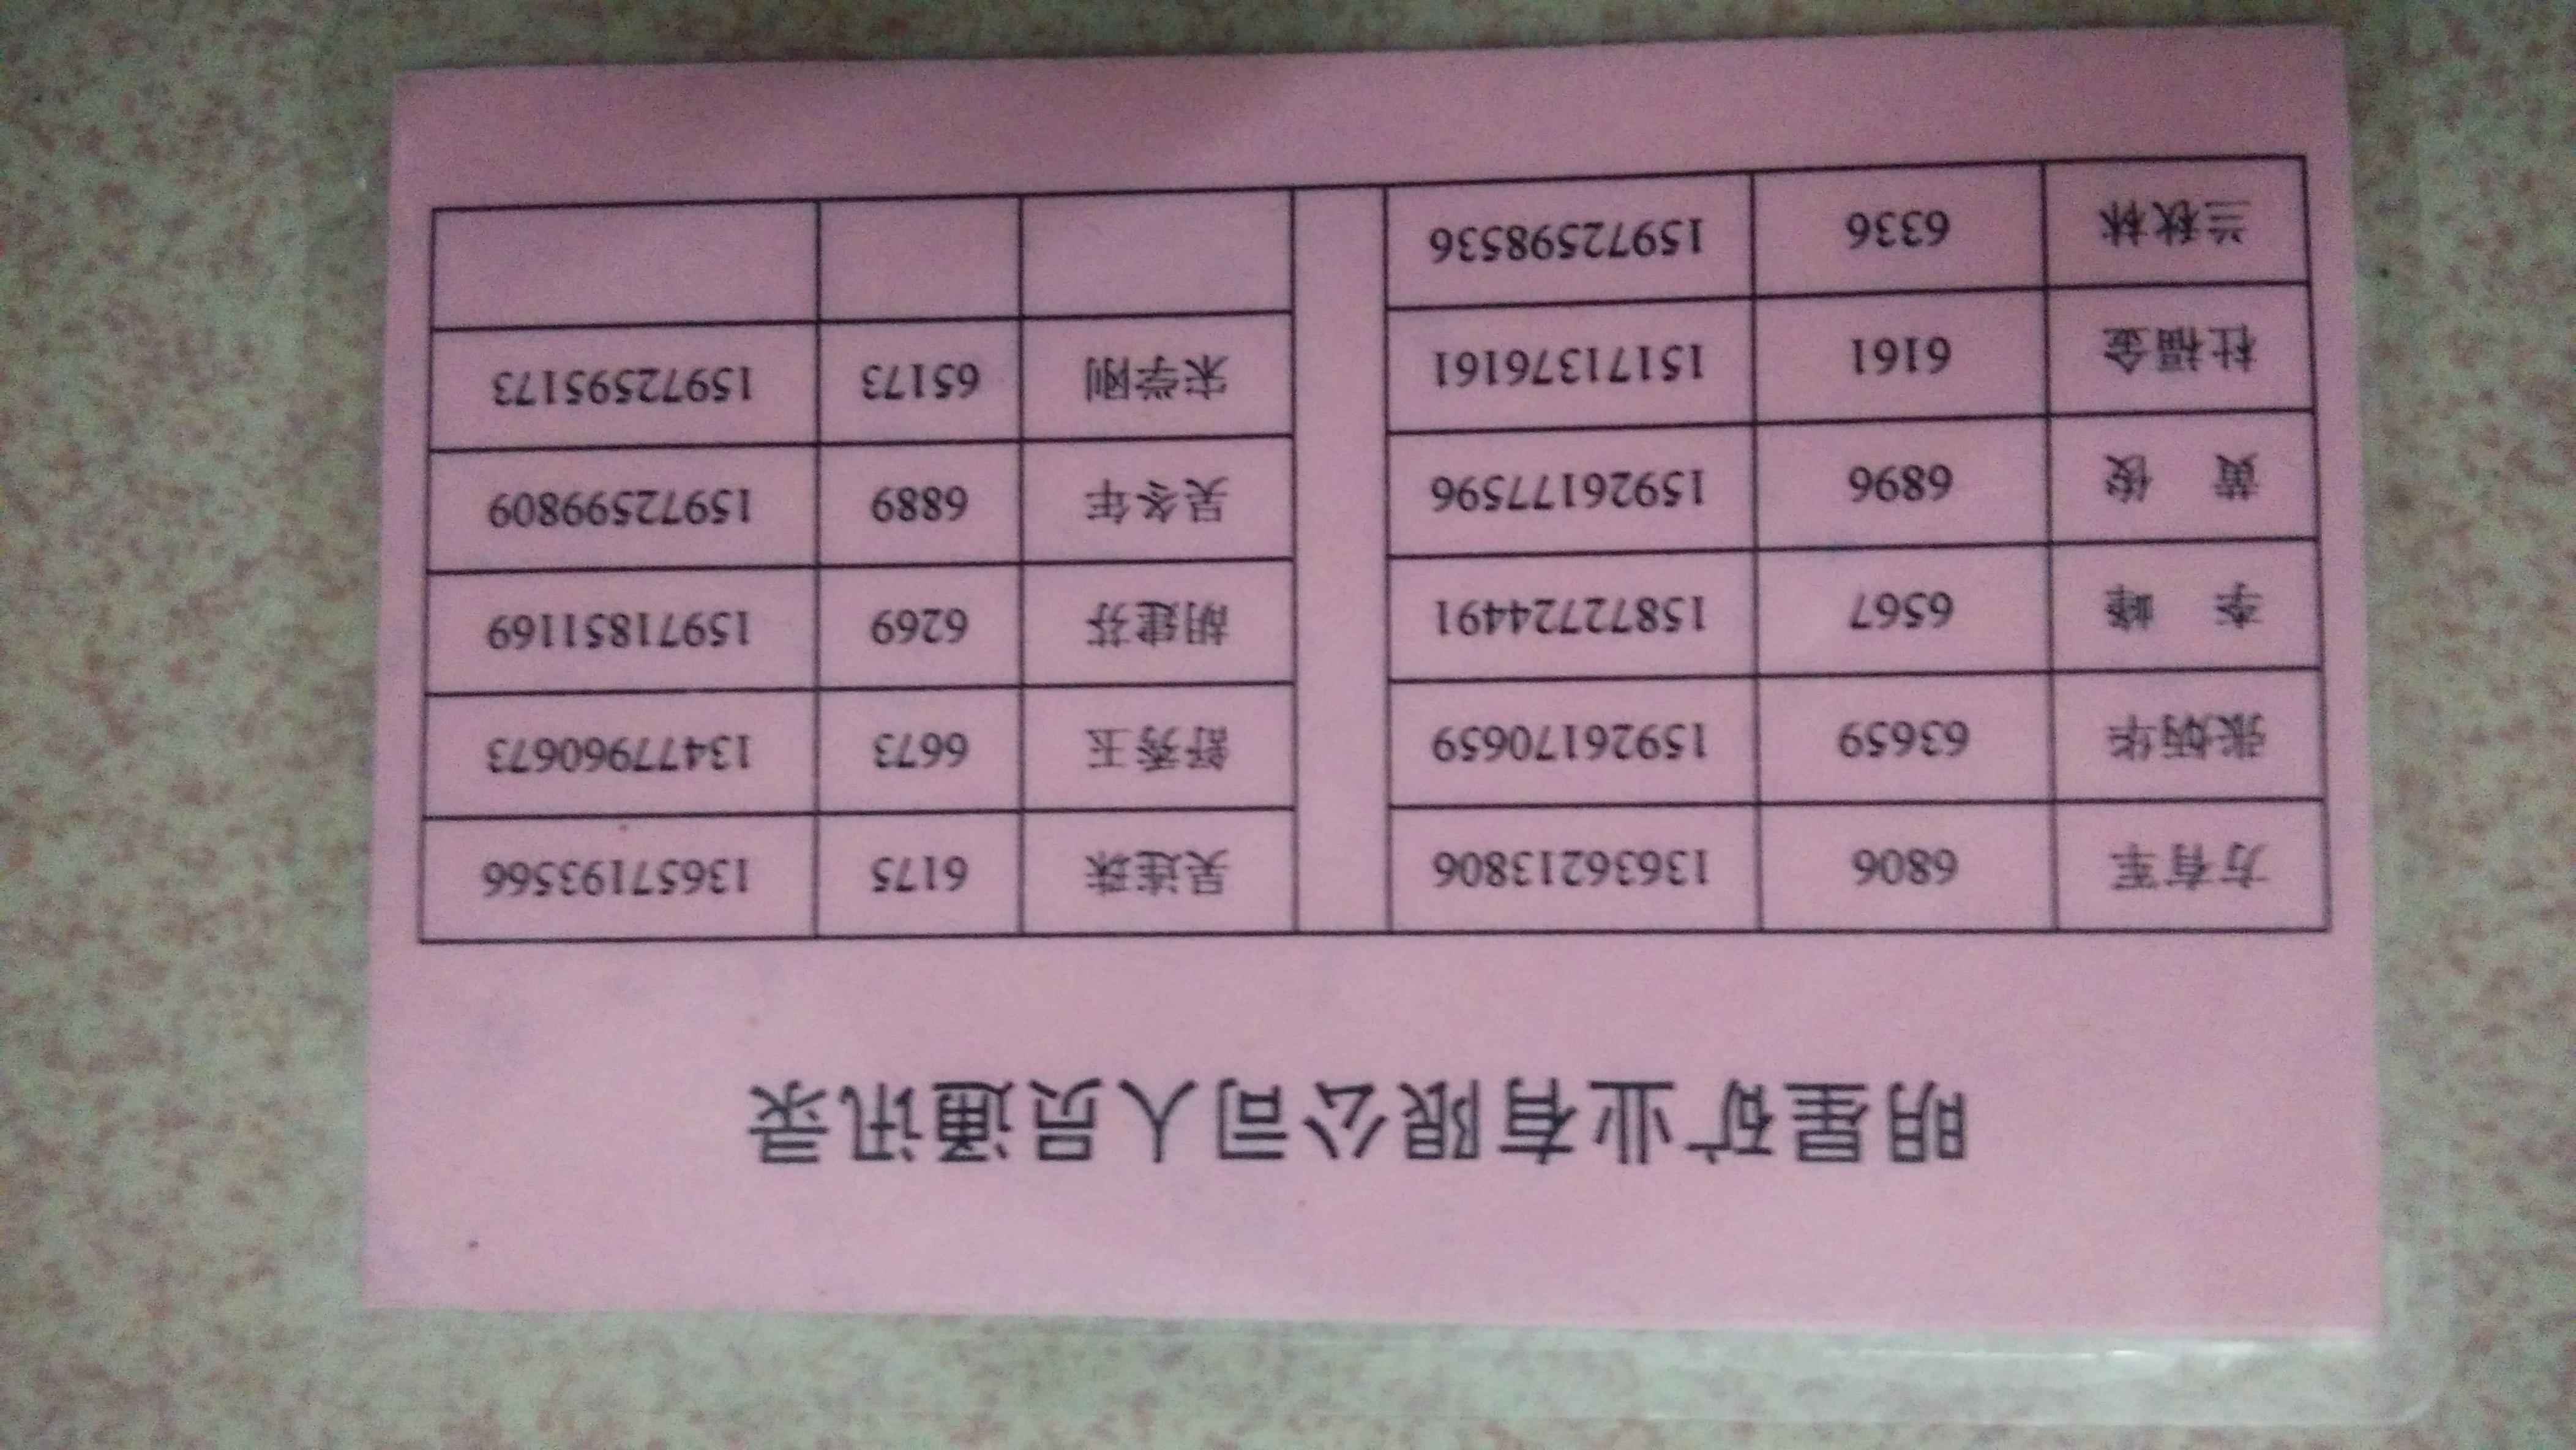 明星矿业有限公司人员通讯录
方有军 6806 13636213806 吴连珠 6175 13657193566
张炳华 63659 15926170659 舒秀玉 6673 13477960673
李 峰 6567 15872724491 胡建芬 6269 15971851169
黄 俊 6896 15926177596 吴冬年 6889 15972599809
杜福金 6161 15171376161 宋学刚 65173 15972595173
兰秋林 6336 15972598536